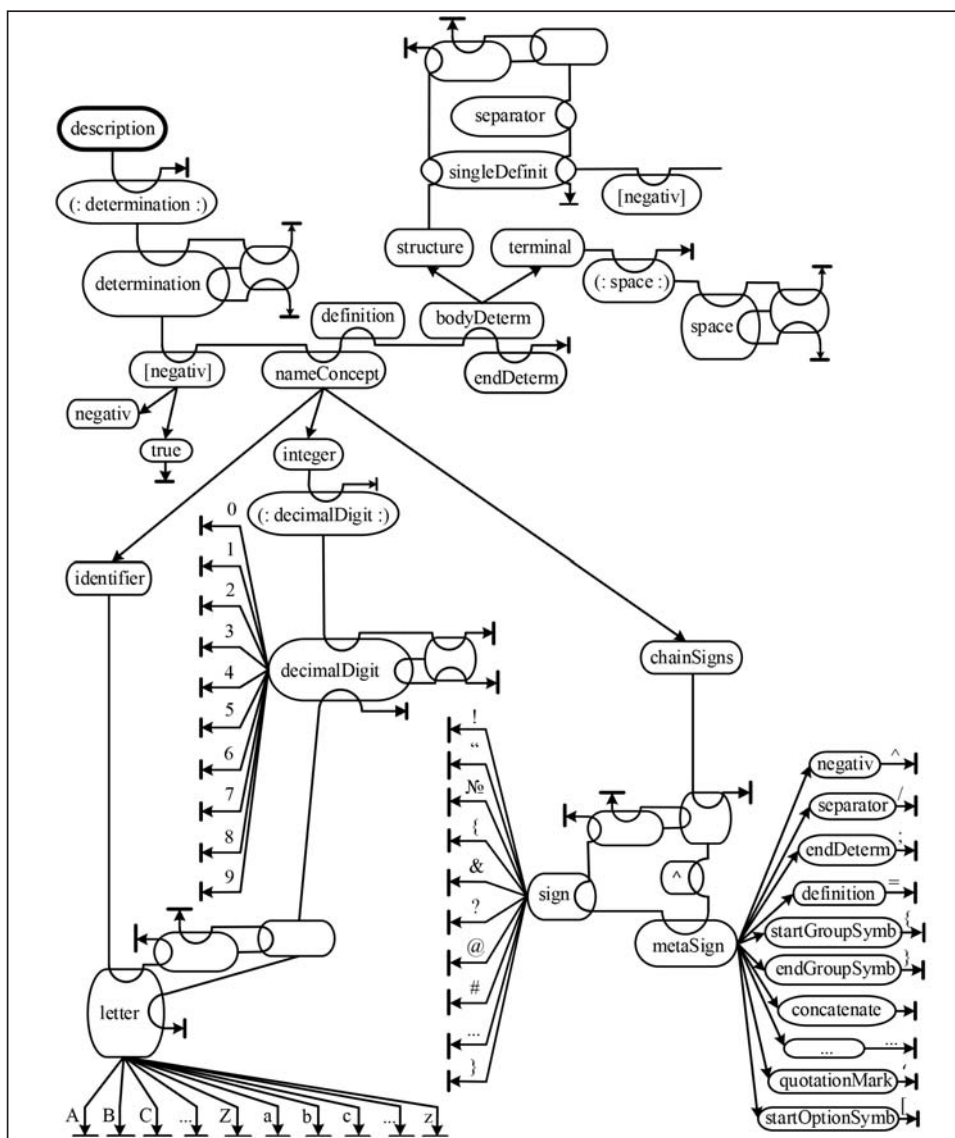 separator
description
singleDefinit
[negativ]
(: determination :)
structure
terminal
(: space :)
determination
definition
bodyDeterm
space
[negativ]
nameConcept
endDeterm
negativ
true
integer
(: decimalDigit :)
identifier
0
1
2
3
4
5
6
7
8
9
decimalDigit
chainSigns
!
“
№
{
&
?
@
#
...
}
sign
^
metaSign
negativ ^
separator /
endDeterm ;
definition =
startGroupSymb {
endGroupSymb }
concatenate
... ...
quotationMark ‘
startOptionSymb [
letter
A B C ... Z a b c ... z